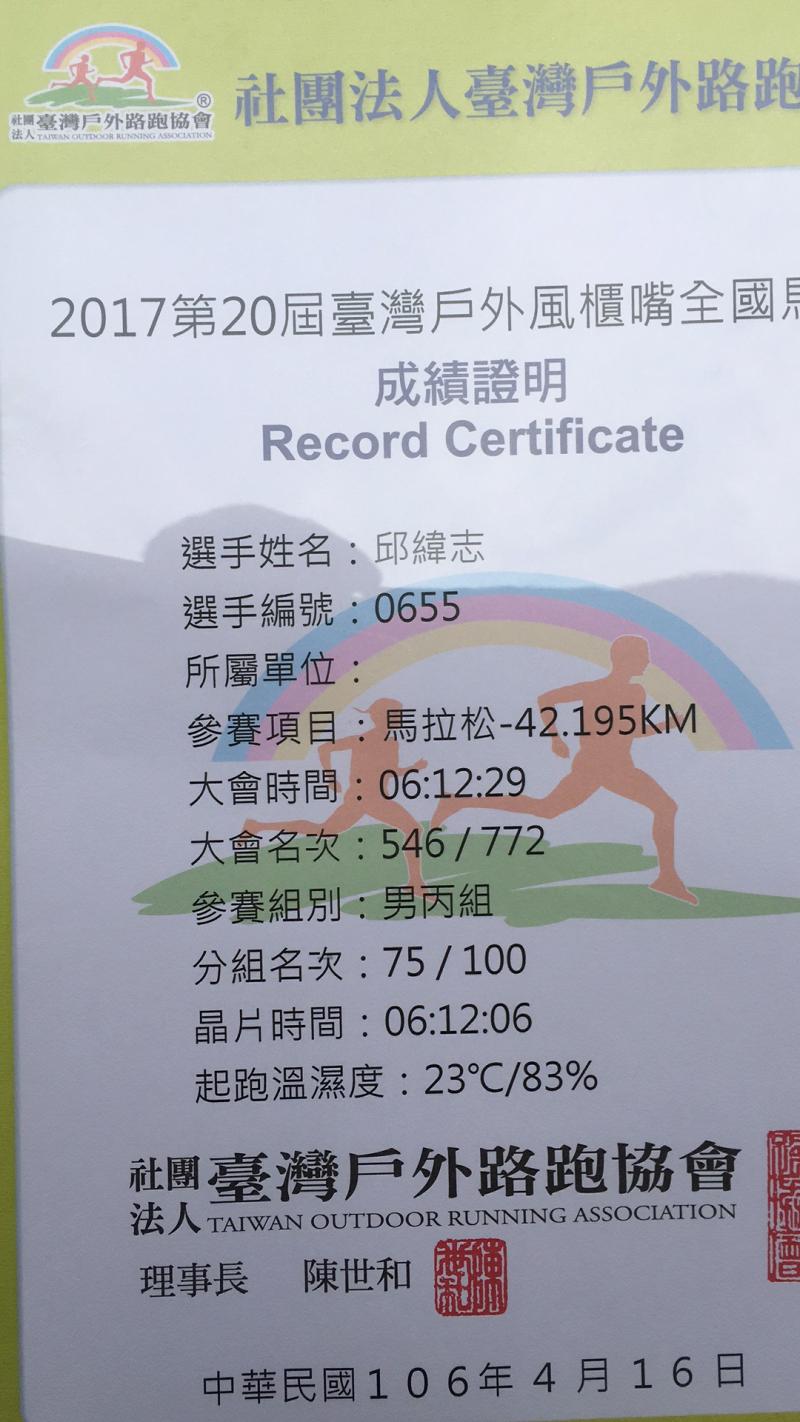 社團法人 臺灣戶外路跑協會®
TAIWAN OUTDOOR RUNNING ASSOCIATION
社團法人臺灣戶外路跑
2017第20屆臺灣戶外風櫃嘴全國馬
成績證明
Record Certificate
選手姓名：邱緯志
選手編號：0655
所屬單位：
參賽項目：馬拉松-42.195KM
大會時間：06:12:29
大會名次：546 / 772
參賽組別：男丙組
分組名次：75 / 100
晶片時間：06:12:06
起跑溫濕度：23℃/83%
社團法人 臺灣戶外路跑協會
TAIWAN OUTDOOR RUNNING ASSOCIATION
理事長 陳世和
陳世和
中華民國１０６年４月１６日